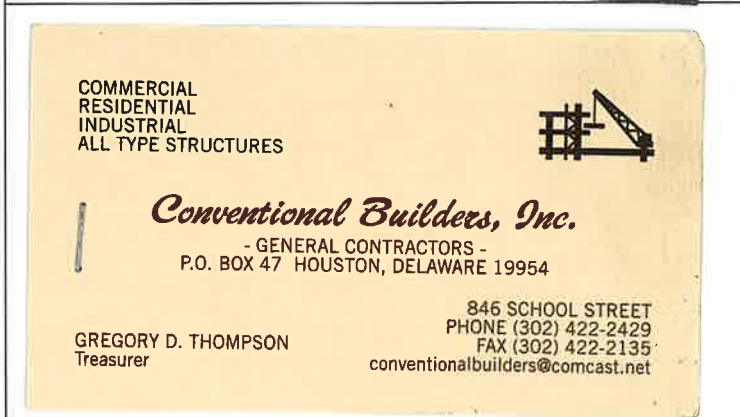 COMMERCIAL
RESIDENTIAL
INDUSTRIAL
ALL TYPE STRUCTURES
Conventional Builders, Inc.
- GENERAL CONTRACTORS -
P.O. BOX 47 HOUSTON, DELAWARE 19954
GREGORY D. THOMPSON
Treasurer
846 SCHOOL STREET
PHONE (302) 422-2429
FAX (302) 422-2135
conventionalbuilders@comcast.net